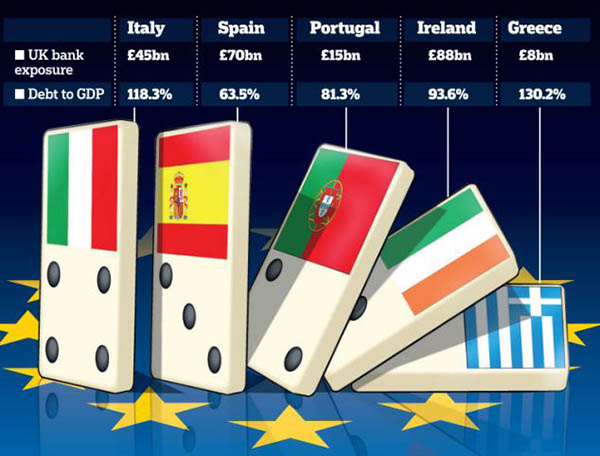 Italy Spain Portugal Ireland Greece
UK bank exposure £45bn £70bn £15bn £88bn £8bn
Debt to GDP 118.3% 63.5% 81.3% 93.6% 130.2%